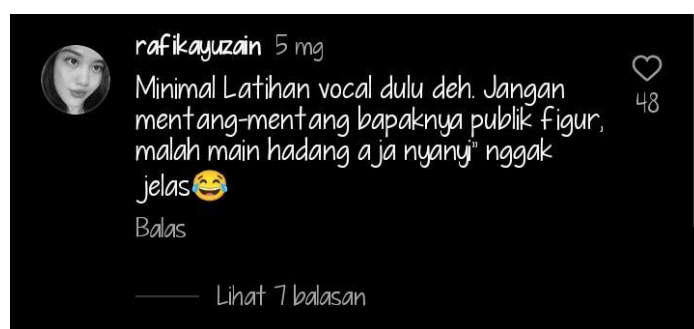 rafikayuzain 5 mg
Minimal Latihan vocal dulu deh. Jangan
mentang-mentang bapaknya publik figur,
malah main hadang aja nyanyi" nggak
jelas😂
48
Balas
Lihat 7 balasan